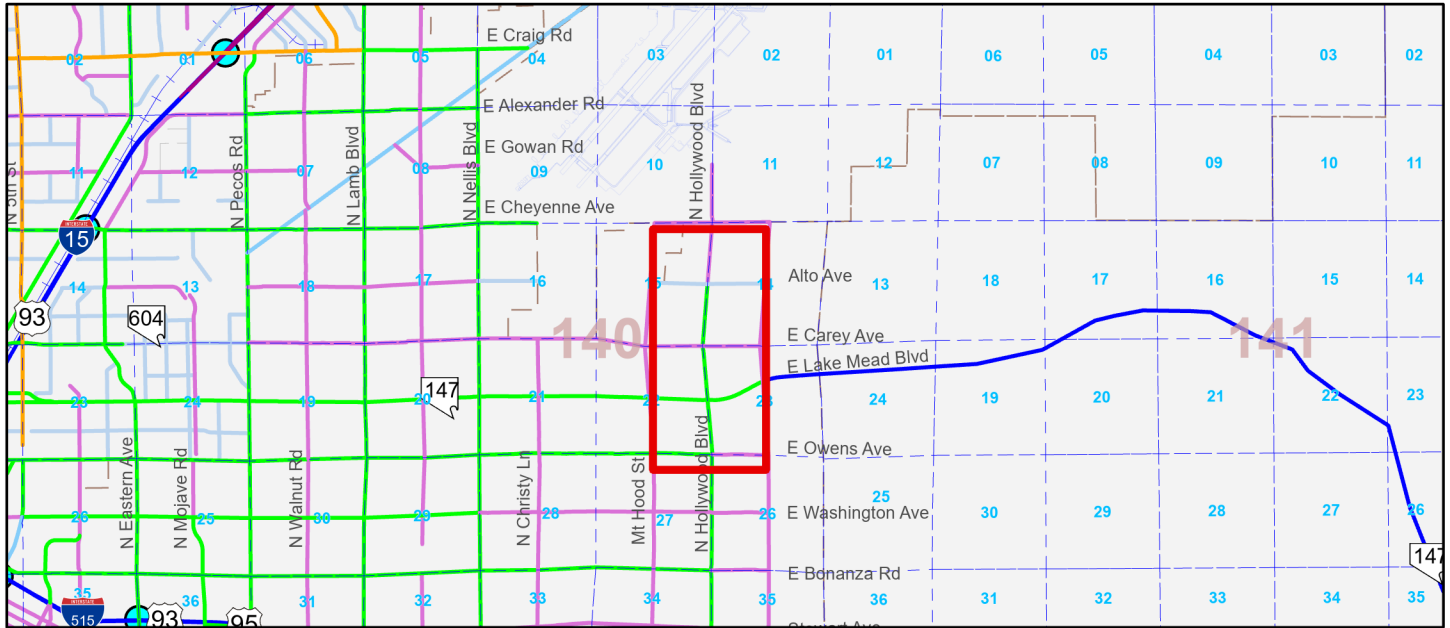 E Craig Rd
02 01 06 05 04 03 02 01 06 05 04 03 02
E Alexander Rd
N Hollywood Blvd
N 5th St
N Pecos Rd
N Lamb Blvd
N Nellis Blvd
E Gowan Rd
11 12 07 08 09 10 11 12 07 08 09 10 11
E Cheyenne Ave
INTERSTATE
15
Alto Ave
14 13 18 17 16 15 14 13 18 17 16 15 14
93
604
140
E Carey Ave
141
E Lake Mead Blvd
147
23 24 19 20 21 22 23 24 19 20 21 22 23
N Eastern Ave
N Mojave Rd
N Walnut Rd
N Christy Ln
Mt Hood St
N Hollywood Blvd
E Owens Ave
25
26 25 30 29 28 27 26 30 29 28 27 26
E Washington Ave
147
E Bonanza Rd
35 36 31 32 33 34 35 36 31 32 33 34 35
INTERSTATE
515
93
95
Stewart Ave